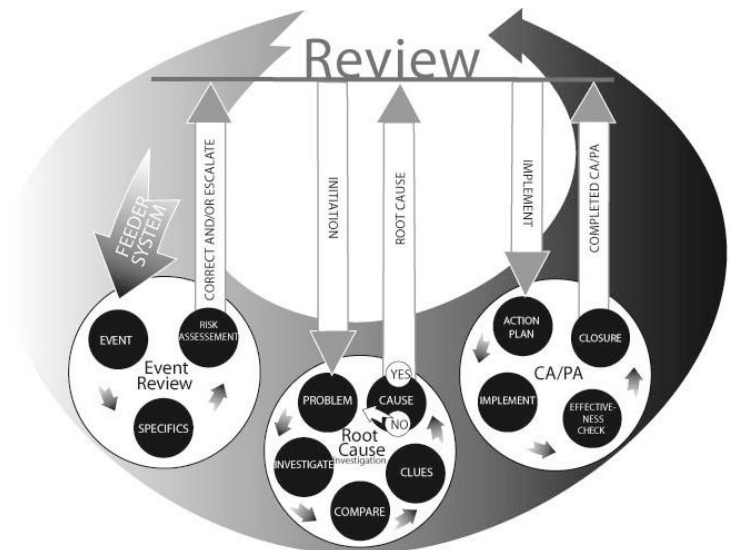 Review
FEEDER
SYSTEM
CORRECT AND/OR ESCALATE
INITIATION
ROOT CAUSE
IMPLEMENT
COMPLETED CA/PA
EVENT
RISK
ASSESSEMENT
Event
Review
SPECIFICS
PROBLEM
YES
CAUSE
NO
Root
Cause
Investigation
INVESTIGATE
CLUES
COMPARE
ACTION
PLAN
CLOSURE
CA/PA
IMPLEMENT
EFFECTIVE-
NESS
CHECK